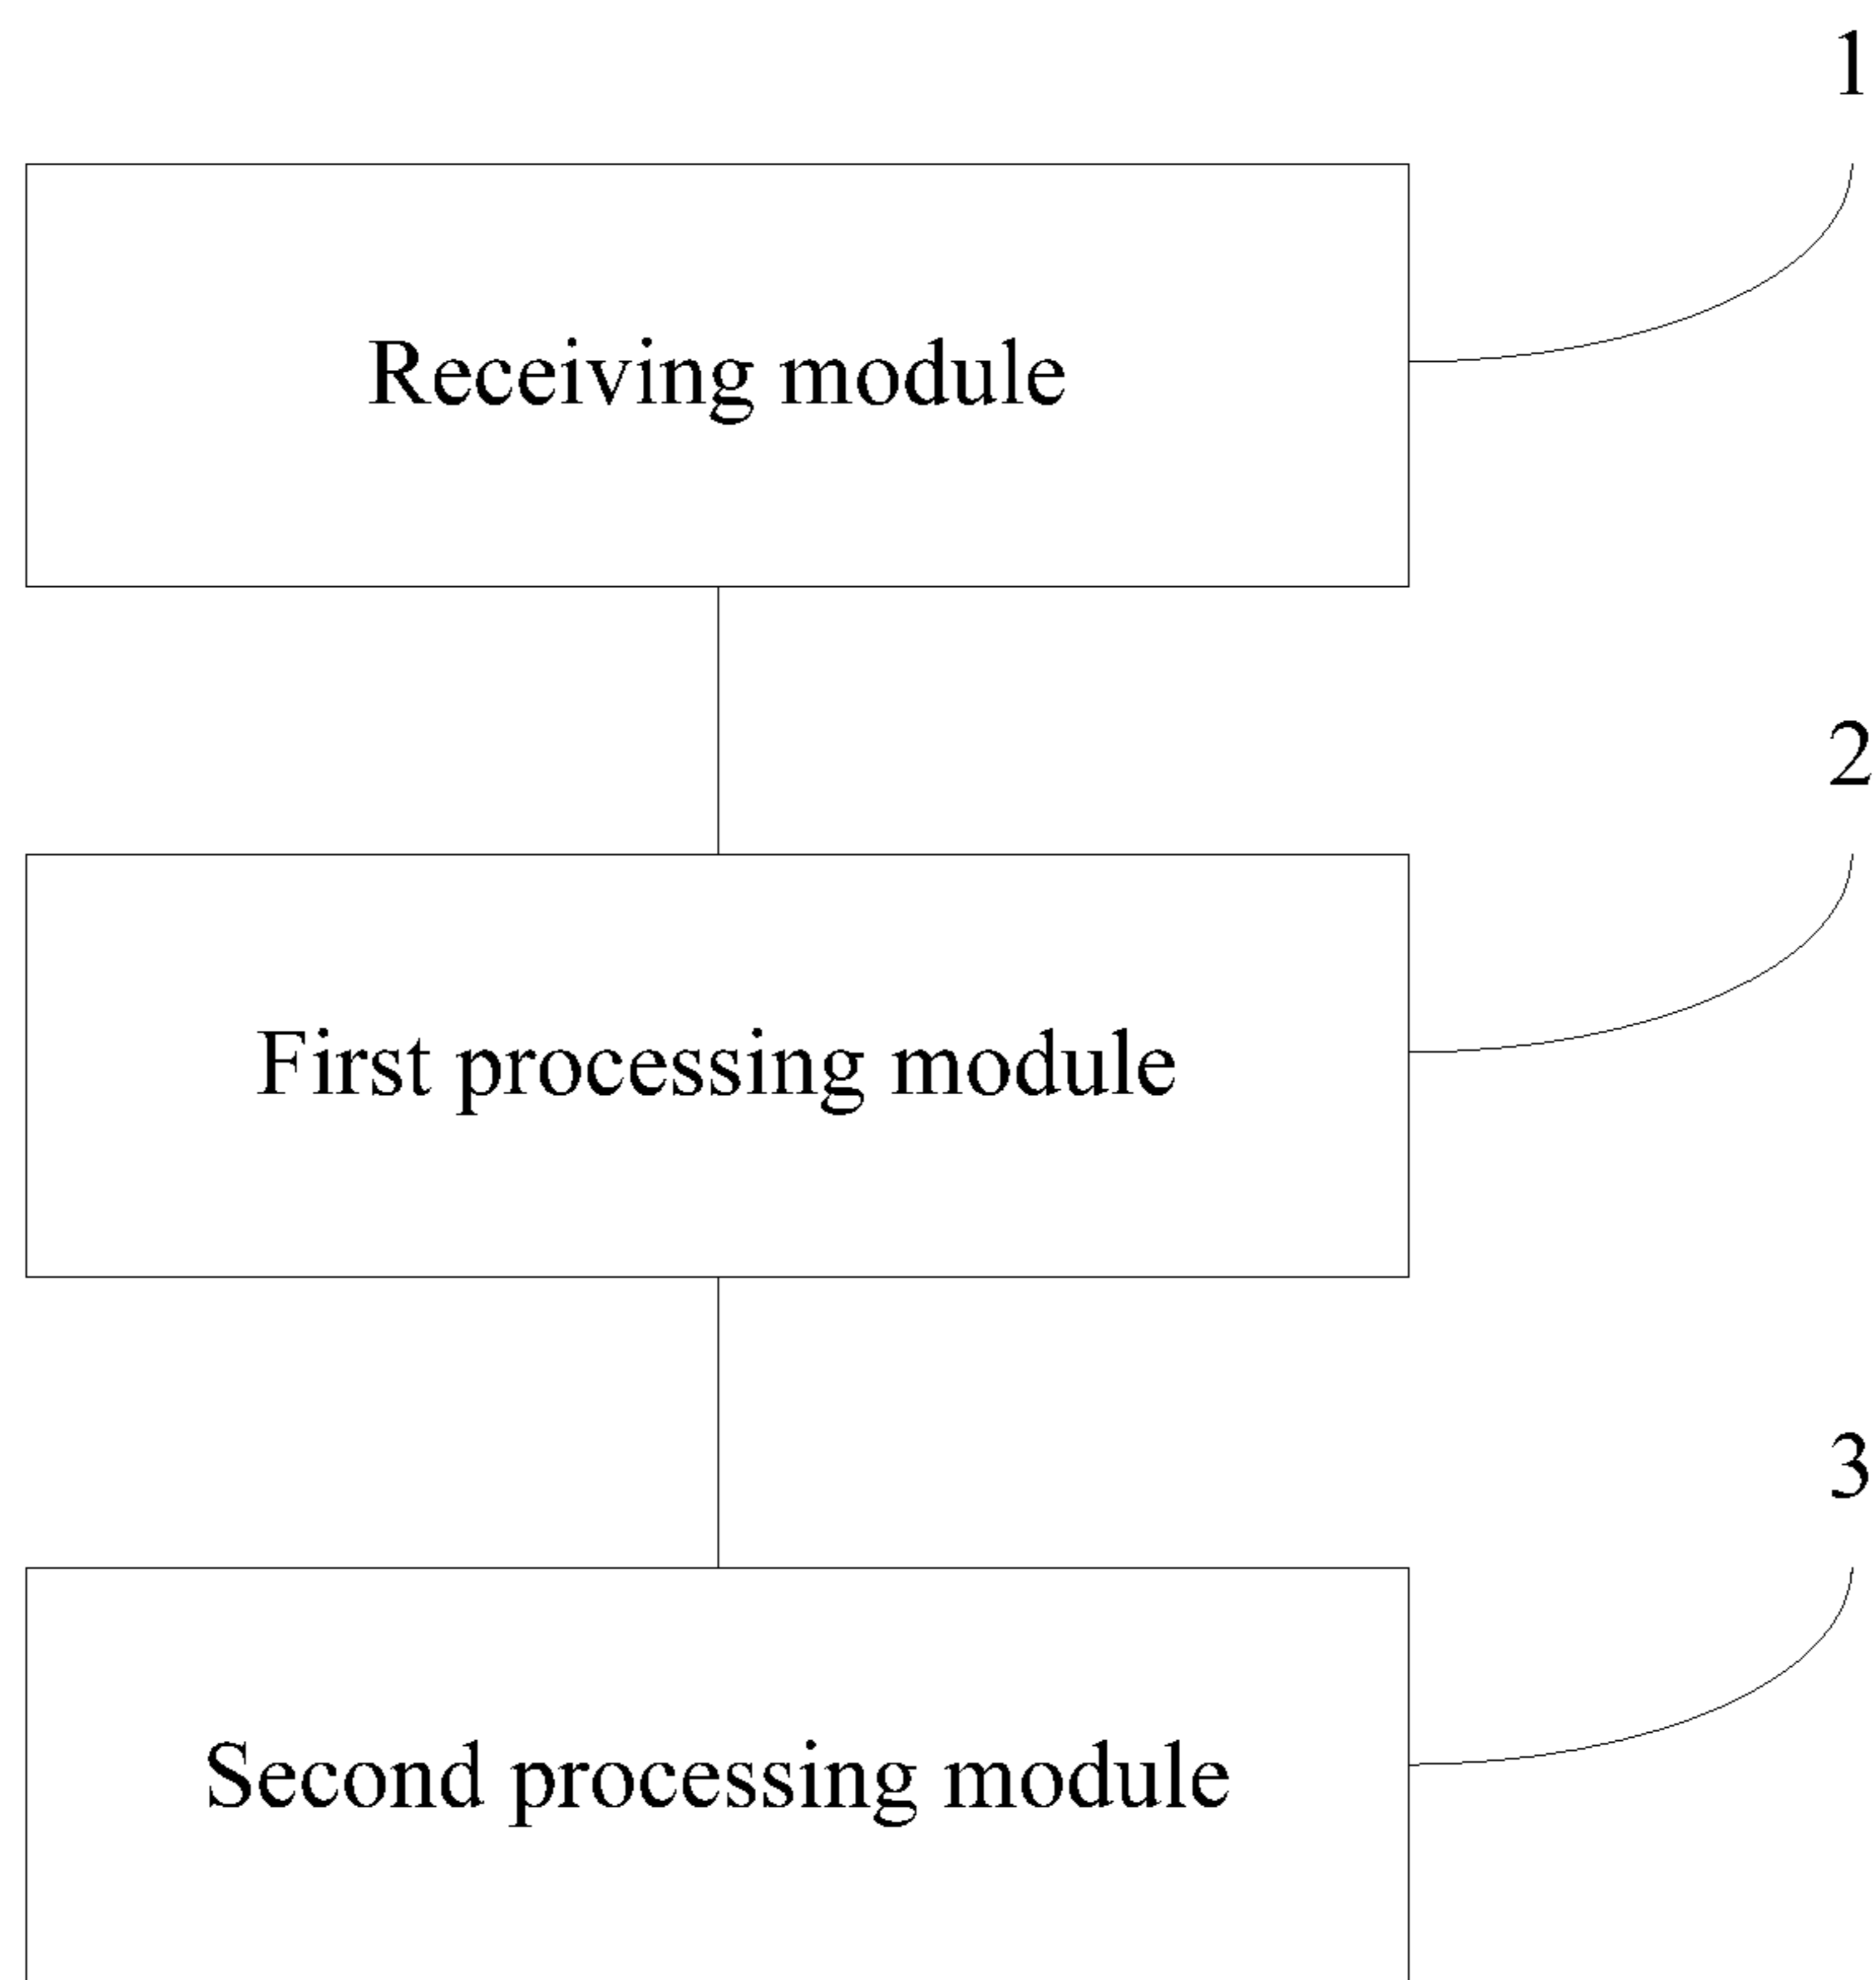 1
Receiving module
2
First processing module
3
Second processing module